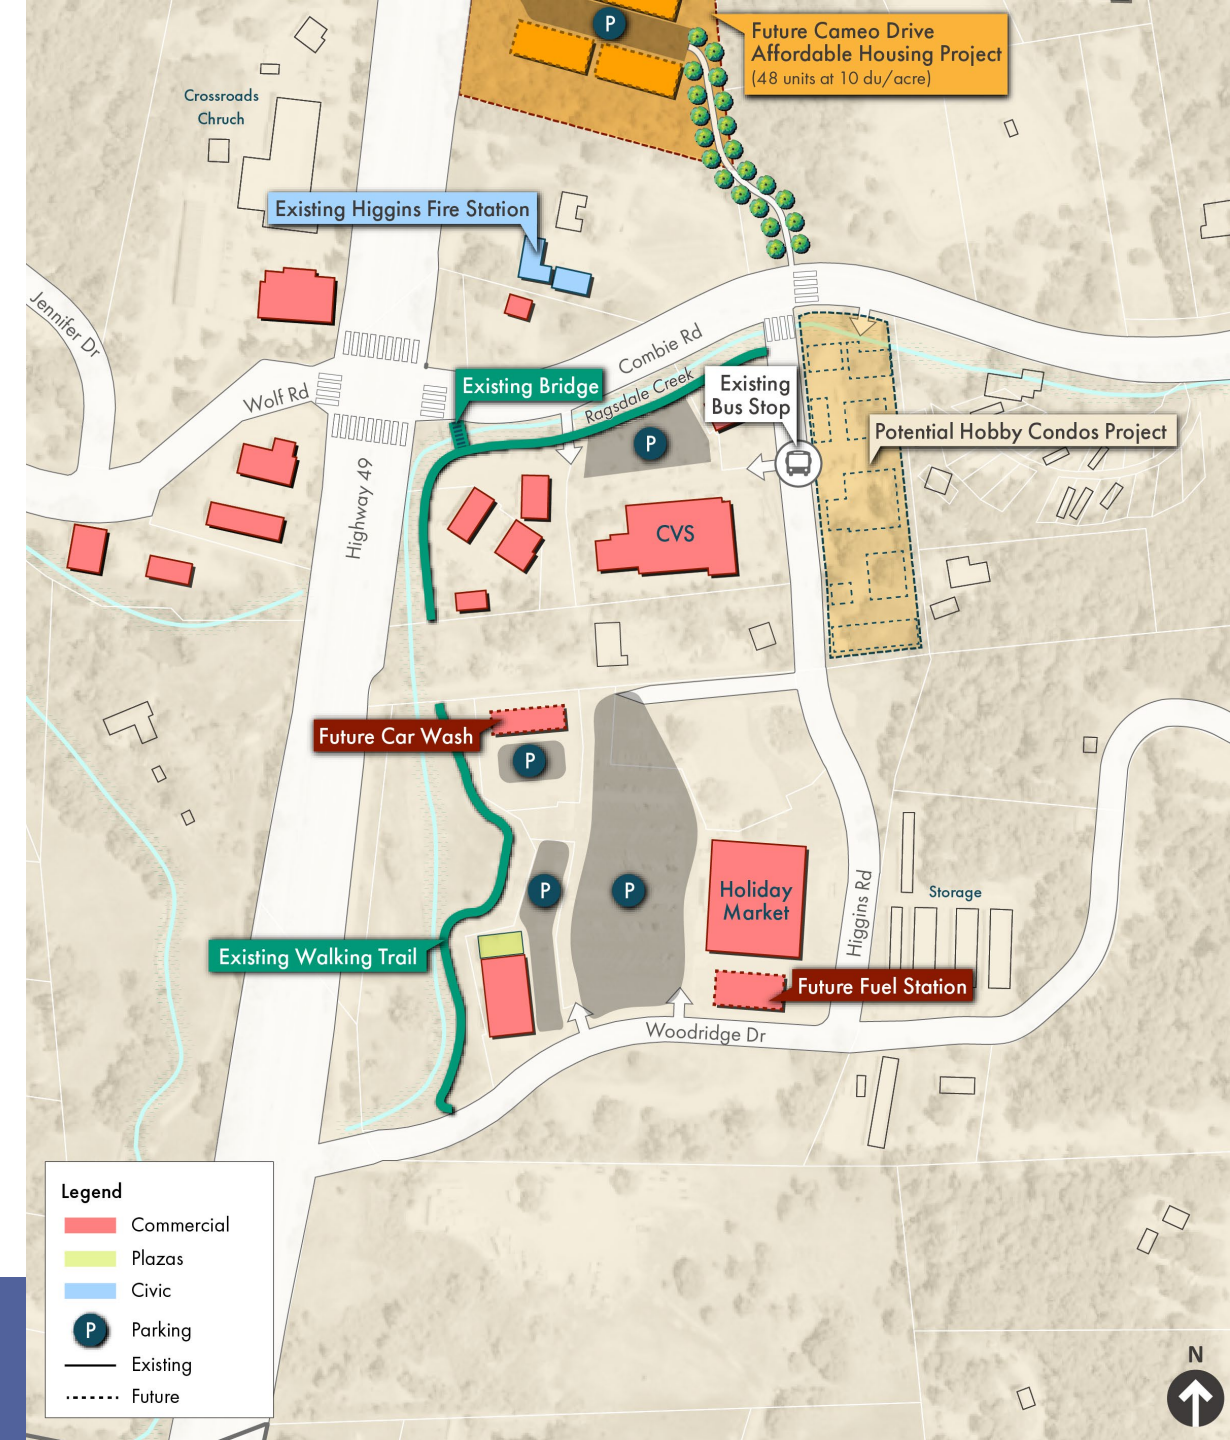 P
Future Cameo Drive
Affordable Housing Project
(48 units at 10 du/acre)
Crossroads
Chruch
Existing Higgins Fire Station
Jennifer Dr
Combie Rd
Wolf Rd
Existing Bridge
Ragsdale Creek
Existing
Bus Stop
P
Potential Hobby Condos Project
Highway 49
CVS
Future Car Wash
P
P
P
Holiday
Market
Higgins Rd
Storage
Existing Walking Trail
Future Fuel Station
Woodridge Dr
Legend
Commercial
Plazas
Civic
P
Parking
Existing
Future
N